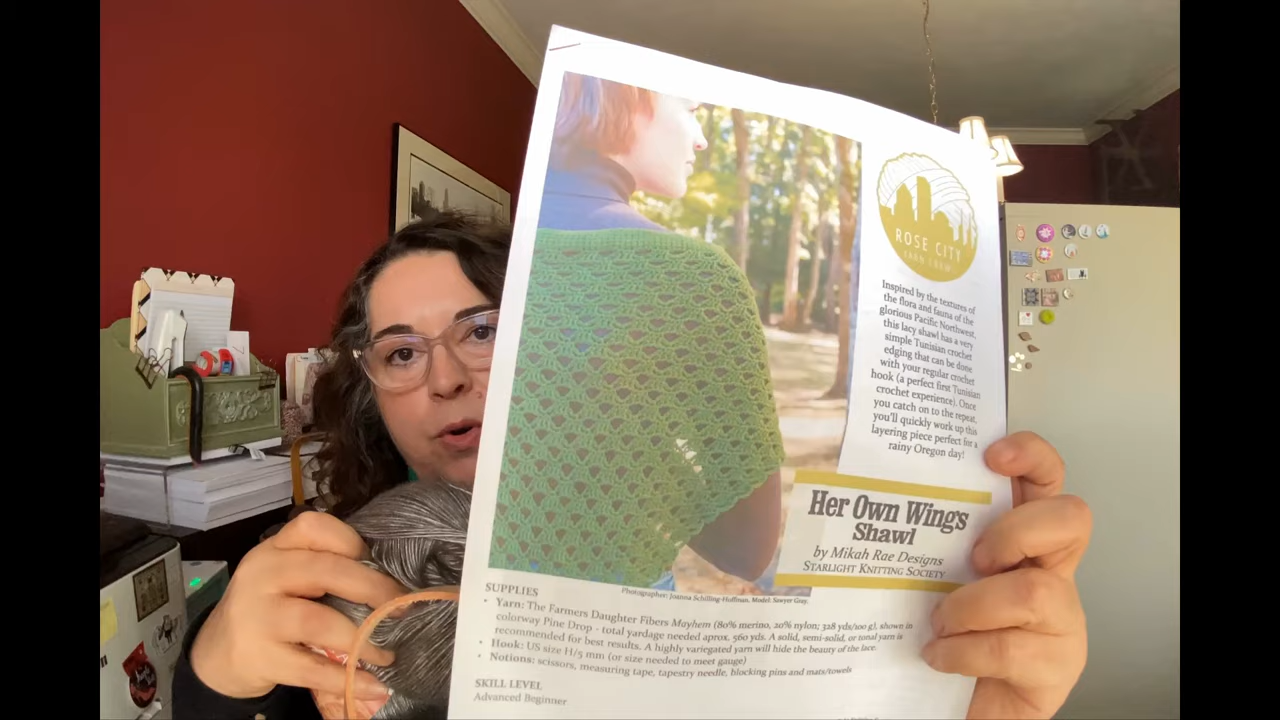 ROSE CITY
YARN CRAWL
Inspired by the textures of
the flora and fauna of the
glorious Pacific Northwest,
this lacy shawl has a very
simple Tunisian crochet
edging that can be done
with your regular crochet
hook (a perfect first Tunisian
crochet experience). Once
you catch on to the repeat,
you'll quickly work up this
layering piece perfect for a
rainy Oregon day!
Her Own Wings
Shawl
by Mikah Rae Designs
Starlight Knitting Society
Photographer: Joanna Schilling-Huffman, Model: Sawyer Gray.
SUPPLIES
• Yarn: The Farmers Daughter Fibers Mayhem (80% merino, 20% nylon; 328 yds/100 g), shown in
colorway Pine Drop - total yardage needed aprox. 560 yds. A solid, semi-solid, or tonal yarn is
recommended for best results. A highly variegated yarn will hide the beauty of the lace.
• Hook: US size H/5 mm (or size needed to meet gauge)
• Notions: scissors, measuring tape, tapestry needle, blocking pins and mats/towels
SKILL LEVEL
Advanced Beginner